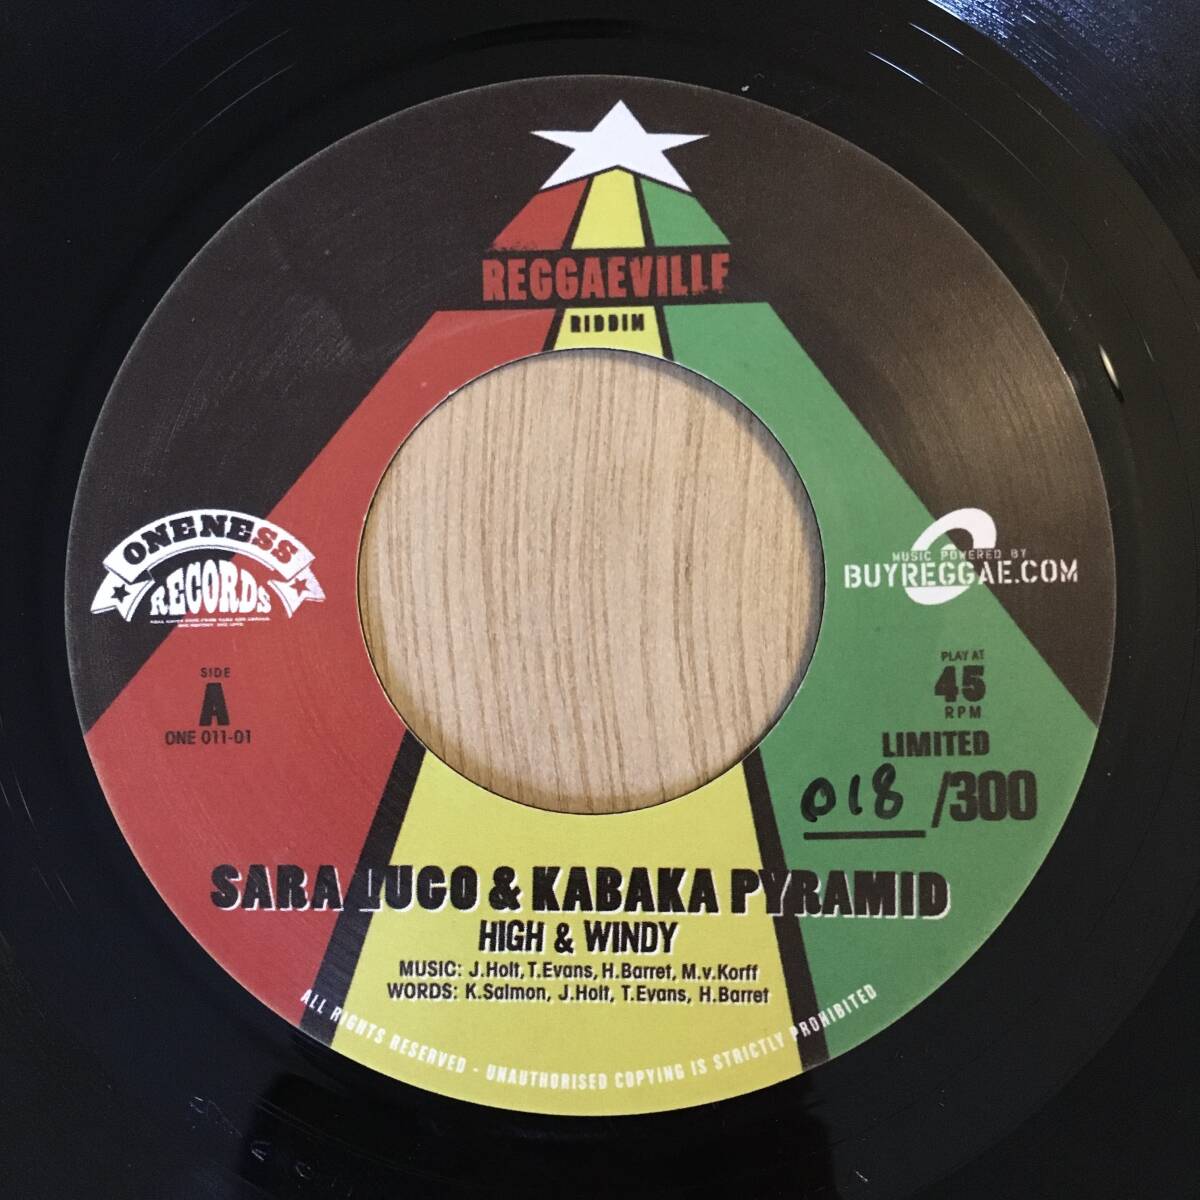 REGGAEVILLE
RIDDIM
ONENESS
RECORDS
MUSIC POWERED BY
BUYREGGAE.COM
SIDE
A
ONE 011-01
PLAY AT
45
RPM
LIMITED
018 /300
SARA LUGO & KABAKA PYRAMID
HIGH & WINDY
MUSIC: J.Holt, T.Evans, H.Barret, M.v.Korff
WORDS: K.Salmon, J.Holt, T.Evans, H.Barret
ALL RIGHTS RESERVED - UNAUTHORISED COPYING IS STRICTLY PROHIBITED